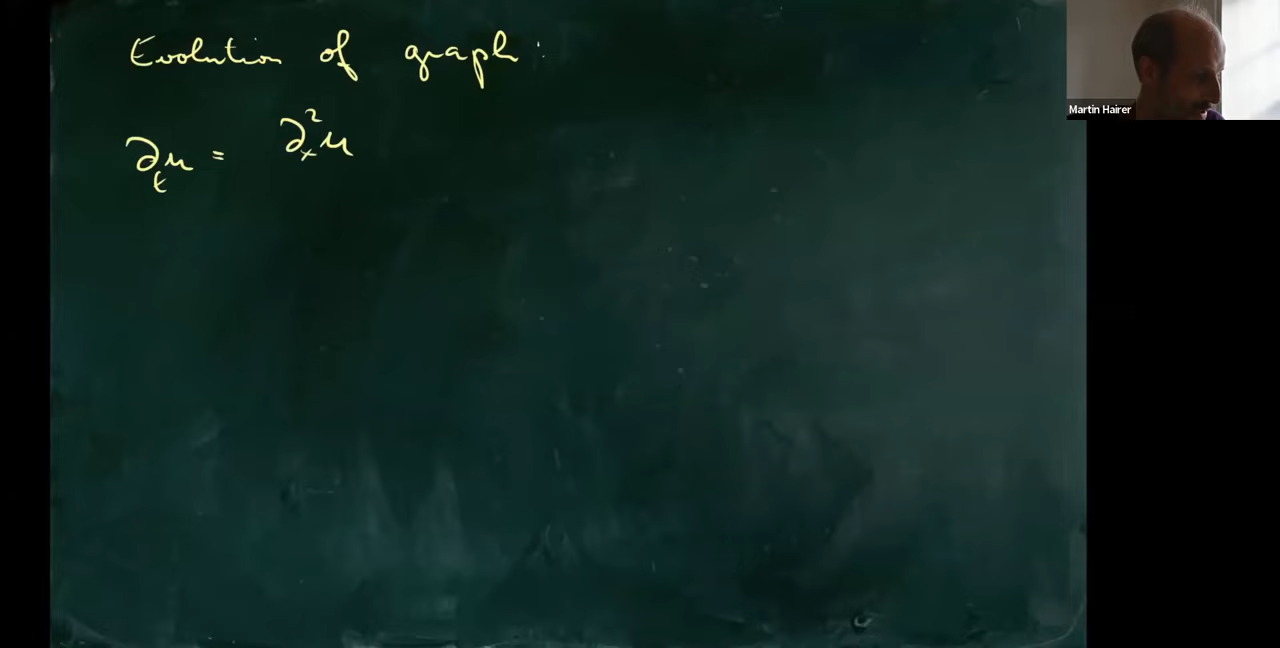 Evolution of graph:
∂ₜu = ∂ₓ²u
Martin Hairer